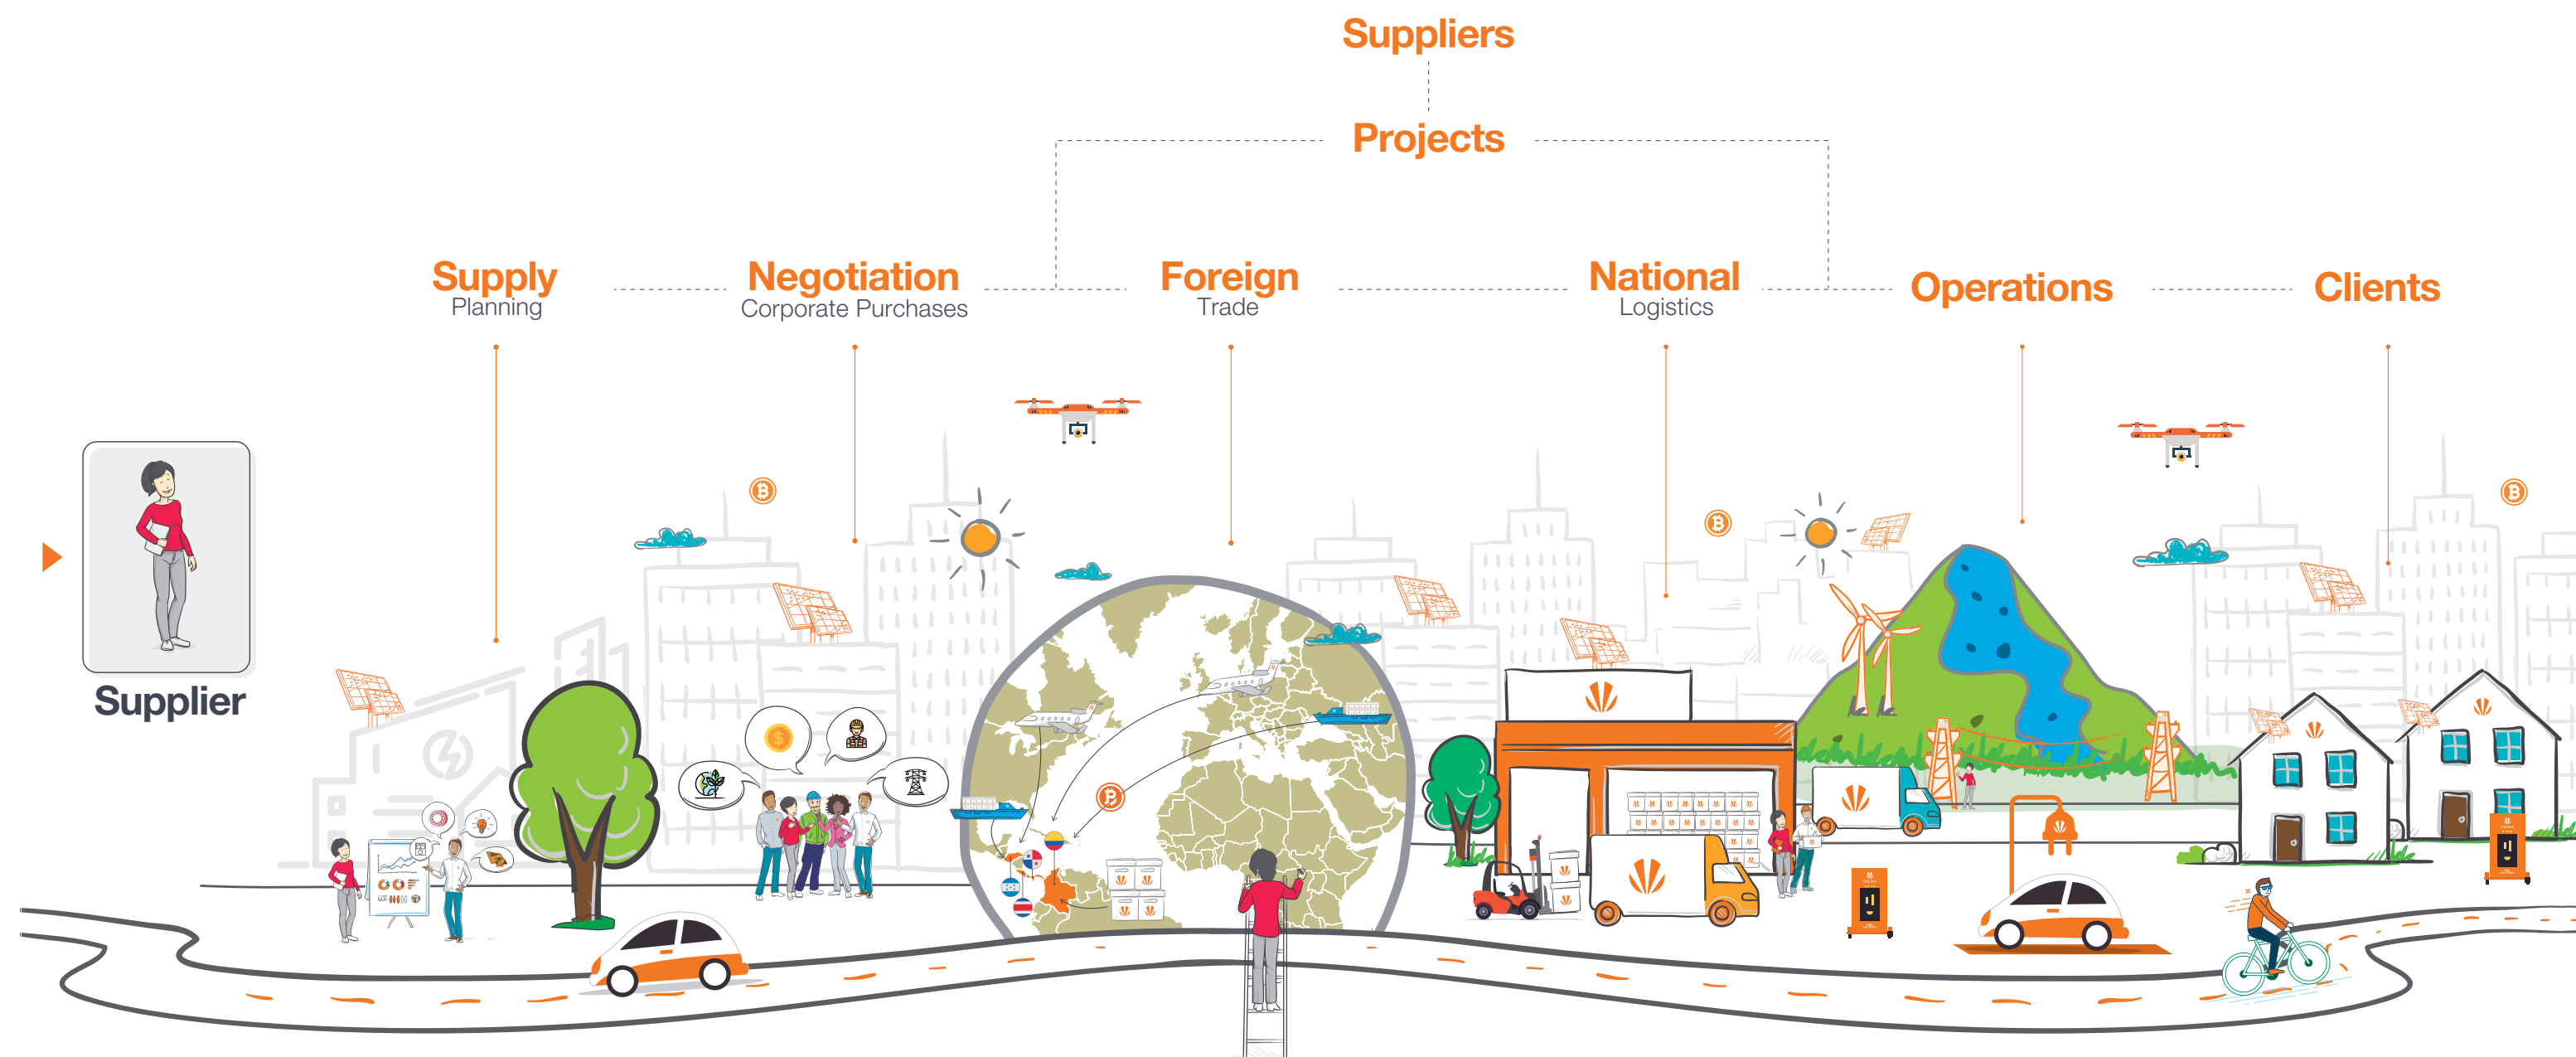 Suppliers
Projects
Supply
Planning
Negotiation
Corporate Purchases
Foreign
Trade
National
Logistics
Operations
Clients
Supplier